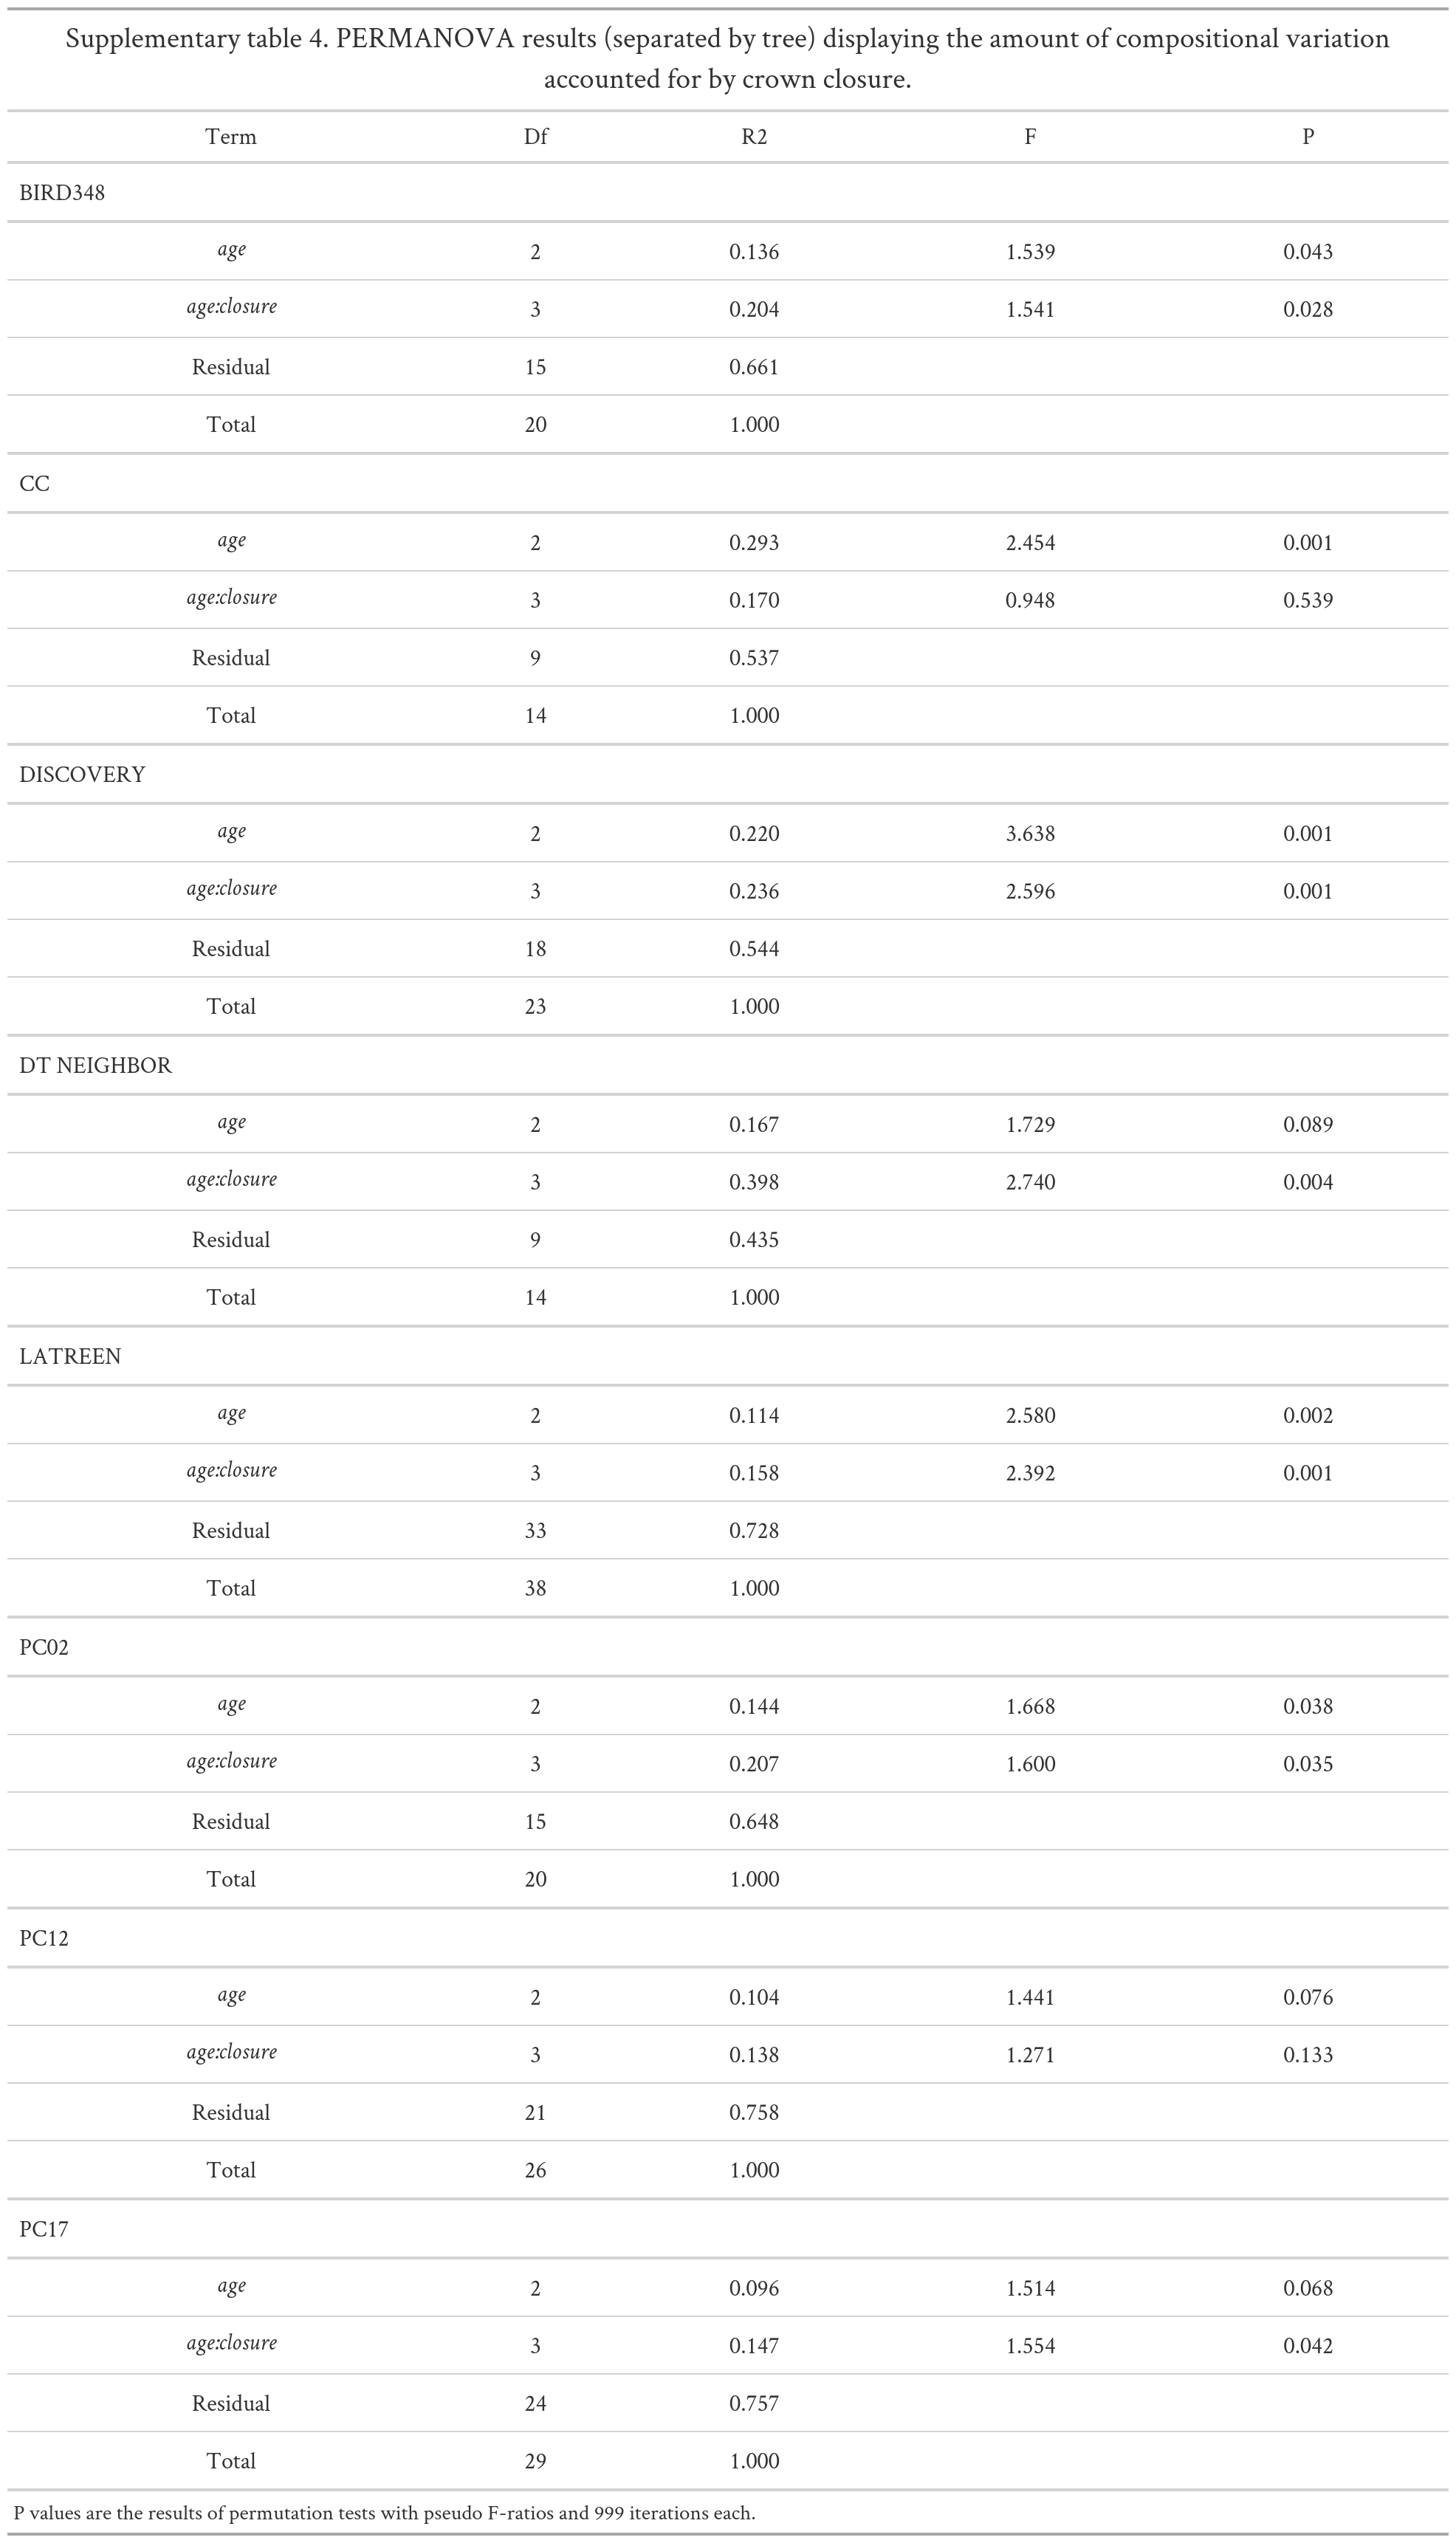 Supplementary table 4. PERMANOVA results (separated by tree) displaying the amount of compositional variation
accounted for by crown closure.
Term Df R2 F P
BIRD348
age 2 0.136 1.539 0.043
age:closure 3 0.204 1.541 0.028
Residual 15 0.661
Total 20 1.000
CC
age 2 0.293 2.454 0.001
age:closure 3 0.170 0.948 0.539
Residual 9 0.537
Total 14 1.000
DISCOVERY
age 2 0.220 3.638 0.001
age:closure 3 0.236 2.596 0.001
Residual 18 0.544
Total 23 1.000
DT NEIGHBOR
age 2 0.167 1.729 0.089
age:closure 3 0.398 2.740 0.004
Residual 9 0.435
Total 14 1.000
LATREEN
age 2 0.114 2.580 0.002
age:closure 3 0.158 2.392 0.001
Residual 33 0.728
Total 38 1.000
PC02
age 2 0.144 1.668 0.038
age:closure 3 0.207 1.600 0.035
Residual 15 0.648
Total 20 1.000
PC12
age 2 0.104 1.441 0.076
age:closure 3 0.138 1.271 0.133
Residual 21 0.758
Total 26 1.000
PC17
age 2 0.096 1.514 0.068
age:closure 3 0.147 1.554 0.042
Residual 24 0.757
Total 29 1.000
P values are the results of permutation tests with pseudo F-ratios and 999 iterations each.